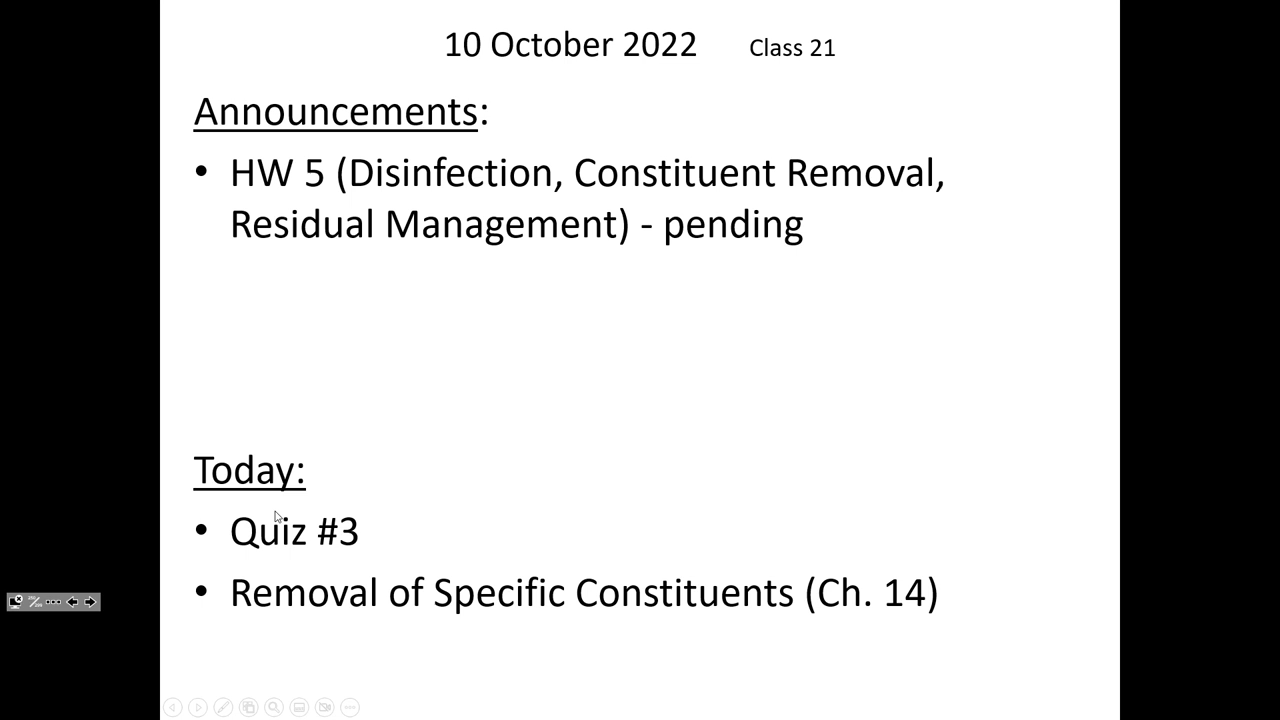 10 October 2022 Class 21
Announcements:
• HW 5 (Disinfection, Constituent Removal,
Residual Management) - pending
Today:
• Quiz #3
• Removal of Specific Constituents (Ch. 14)